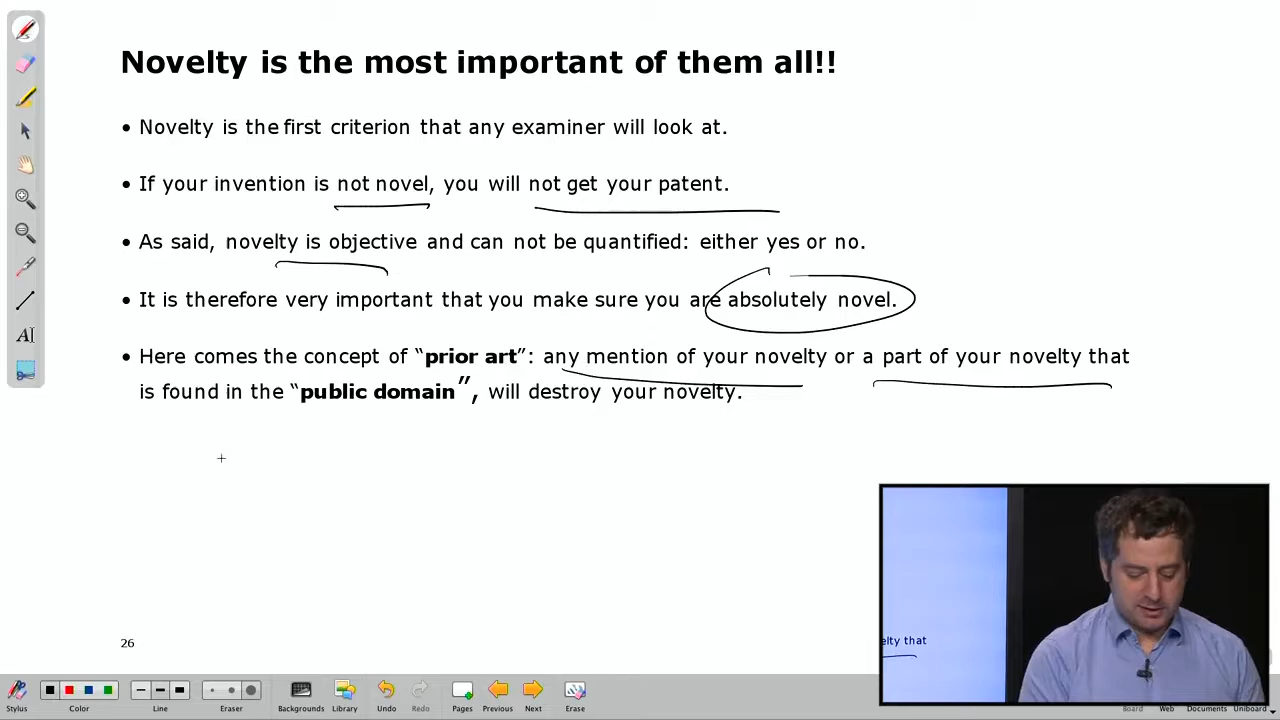 Novelty is the most important of them all!!
• Novelty is the first criterion that any examiner will look at.
• If your invention is not novel, you will not get your patent.
• As said, novelty is objective and can not be quantified: either yes or no.
• It is therefore very important that you make sure you are absolutely novel.
• Here comes the concept of “prior art”: any mention of your novelty or a part of your novelty that
is found in the “public domain”, will destroy your novelty.
elty that
26
Stylus Color Line Eraser Backgrounds Library Undo Redo Pages Previous Next Erase Board Web Documents Uniboard